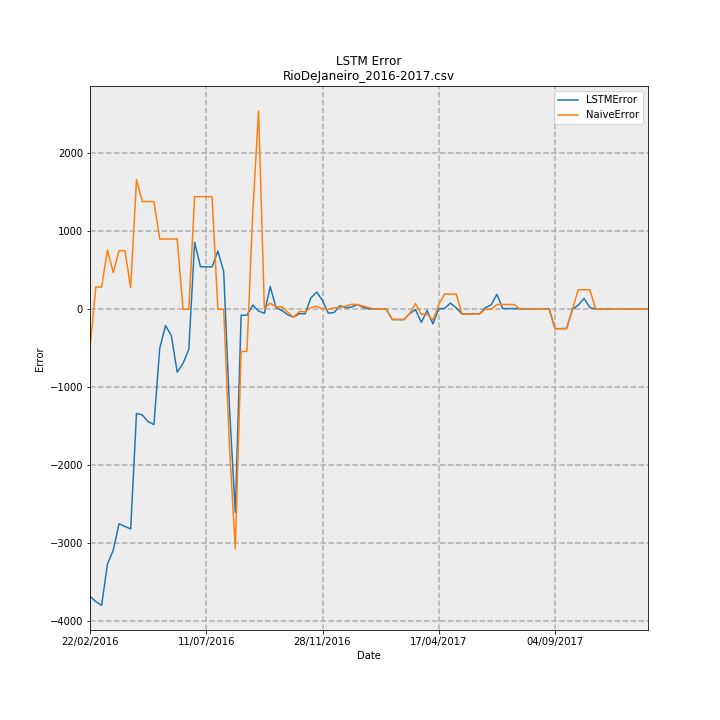 LSTM Error
RioDeJaneiro_2016-2017.csv
LSTMError
NaiveError
2000
1000
0
−1000
−2000
−3000
−4000
Error
22/02/2016 11/07/2016 28/11/2016 17/04/2017 04/09/2017
Date